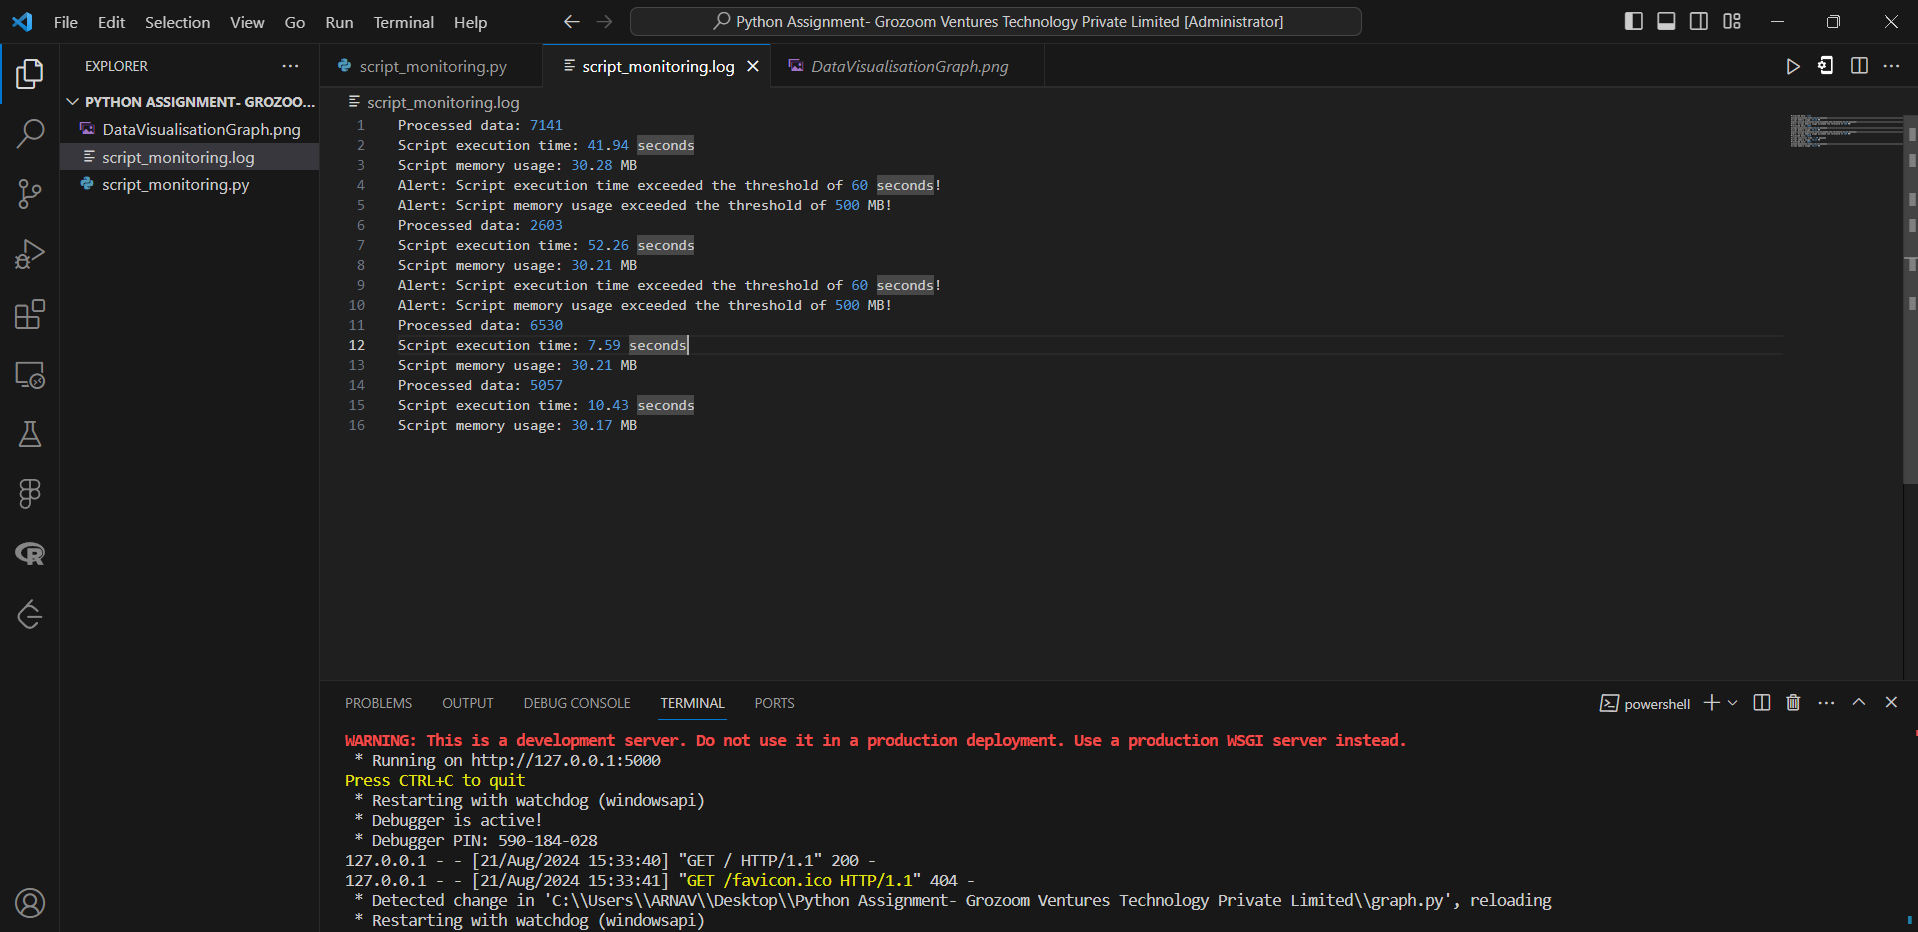 File Edit Selection View Go Run Terminal Help
Python Assignment- Grozoom Ventures Technology Private Limited [Administrator]
EXPLORER
PYTHON ASSIGNMENT- GROZOO...
DataVisualisationGraph.png
script_monitoring.log
script_monitoring.py
script_monitoring.py script_monitoring.log DataVisualisationGraph.png
script_monitoring.log
1 Processed data: 7141
2 Script execution time: 41.94 seconds
3 Script memory usage: 30.28 MB
4 Alert: Script execution time exceeded the threshold of 60 seconds!
5 Alert: Script memory usage exceeded the threshold of 500 MB!
6 Processed data: 2603
7 Script execution time: 52.26 seconds
8 Script memory usage: 30.21 MB
9 Alert: Script execution time exceeded the threshold of 60 seconds!
10 Alert: Script memory usage exceeded the threshold of 500 MB!
11 Processed data: 6530
12 Script execution time: 7.59 seconds
13 Script memory usage: 30.21 MB
14 Processed data: 5057
15 Script execution time: 10.43 seconds
16 Script memory usage: 30.17 MB
PROBLEMS OUTPUT DEBUG CONSOLE TERMINAL PORTS
powershell
WARNING: This is a development server. Do not use it in a production deployment. Use a production WSGI server instead.
* Running on http://127.0.0.1:5000
Press CTRL+C to quit
* Restarting with watchdog (windowsapi)
* Debugger is active!
* Debugger PIN: 590-184-028
127.0.0.1 - - [21/Aug/2024 15:33:40] "GET / HTTP/1.1" 200 -
127.0.0.1 - - [21/Aug/2024 15:33:41] "GET /favicon.ico HTTP/1.1" 404 -
* Detected change in 'C:\\Users\\ARNAV\\Desktop\\Python Assignment- Grozoom Ventures Technology Private Limited\\graph.py', reloading
* Restarting with watchdog (windowsapi)